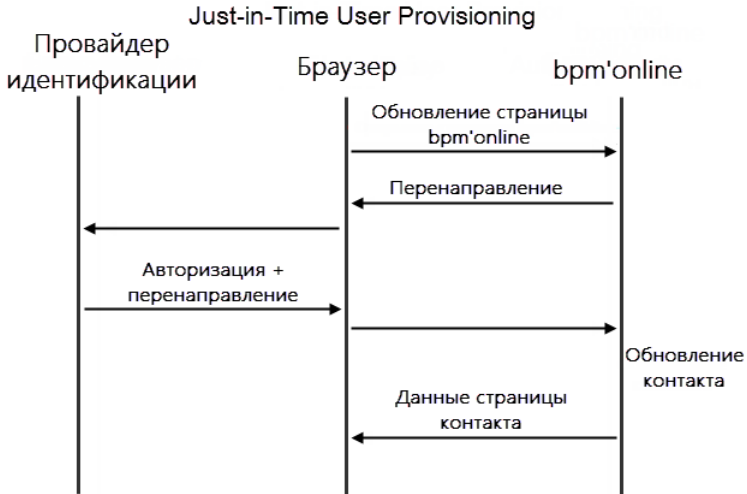 Just-in-Time User Provisioning
Провайдер
идентификации
Браузер
bpm'online
Обновление страницы
bpm'online
Перенаправление
Авторизация +
перенаправление
Обновление
контакта
Данные страницы
контакта